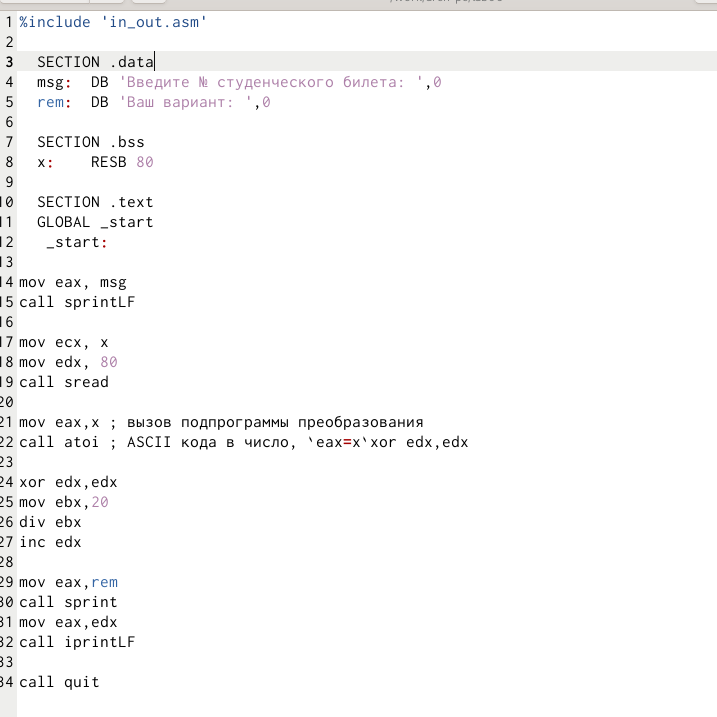 1 %include 'in_out.asm'
2
3 SECTION .data
4 msg: DB 'Введите № студенческого билета: ',0
5 rem: DB 'Ваш вариант: ',0
6
7 SECTION .bss
8 x: RESB 80
9
10 SECTION .text
11 GLOBAL _start
12 _start:
13
14 mov eax, msg
15 call sprintLF
16
17 mov ecx, x
18 mov edx, 80
19 call sread
20
21 mov eax,x ; вызов подпрограммы преобразования
22 call atoi ; ASCII кода в число, `eax=x`xor edx,edx
23
24 xor edx,edx
25 mov ebx,20
26 div ebx
27 inc edx
28
29 mov eax,rem
30 call sprint
31 mov eax,edx
32 call iprintLF
33
34 call quit